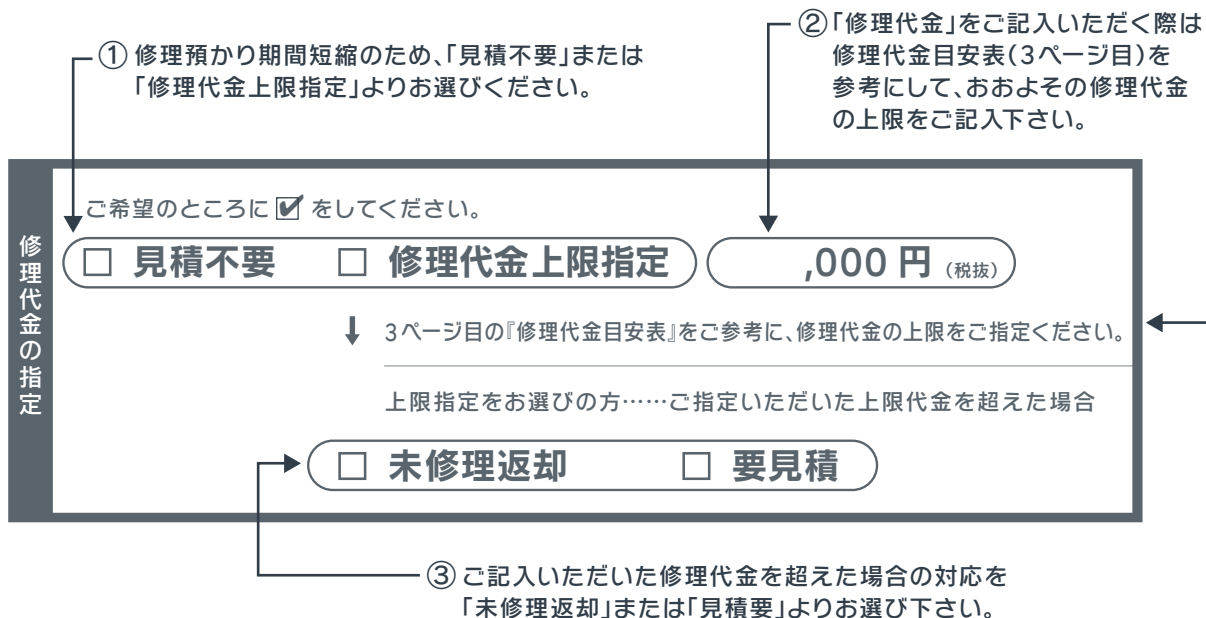 ① 修理預かり期間短縮のため、「見積不要」または
「修理代金上限指定」よりお選びください。
②「修理代金」をご記入いただく際は
修理代金目安表(3ページ目)を
参考にして、おおよその修理代金
の上限をご記入下さい。
修理代金の指定
ご希望のところに ☑ をしてください。
□ 見積不要 □ 修理代金上限指定 ,000 円 (税抜)
⬇ 3ページ目の『修理代金目安表』をご参考に、修理代金の上限をご指定ください。
上限指定をお選びの方……ご指定いただいた上限代金を超えた場合
□ 未修理返却 □ 要見積
③ ご記入いただいた修理代金を超えた場合の対応を
「未修理返却」または「見積要」よりお選び下さい。